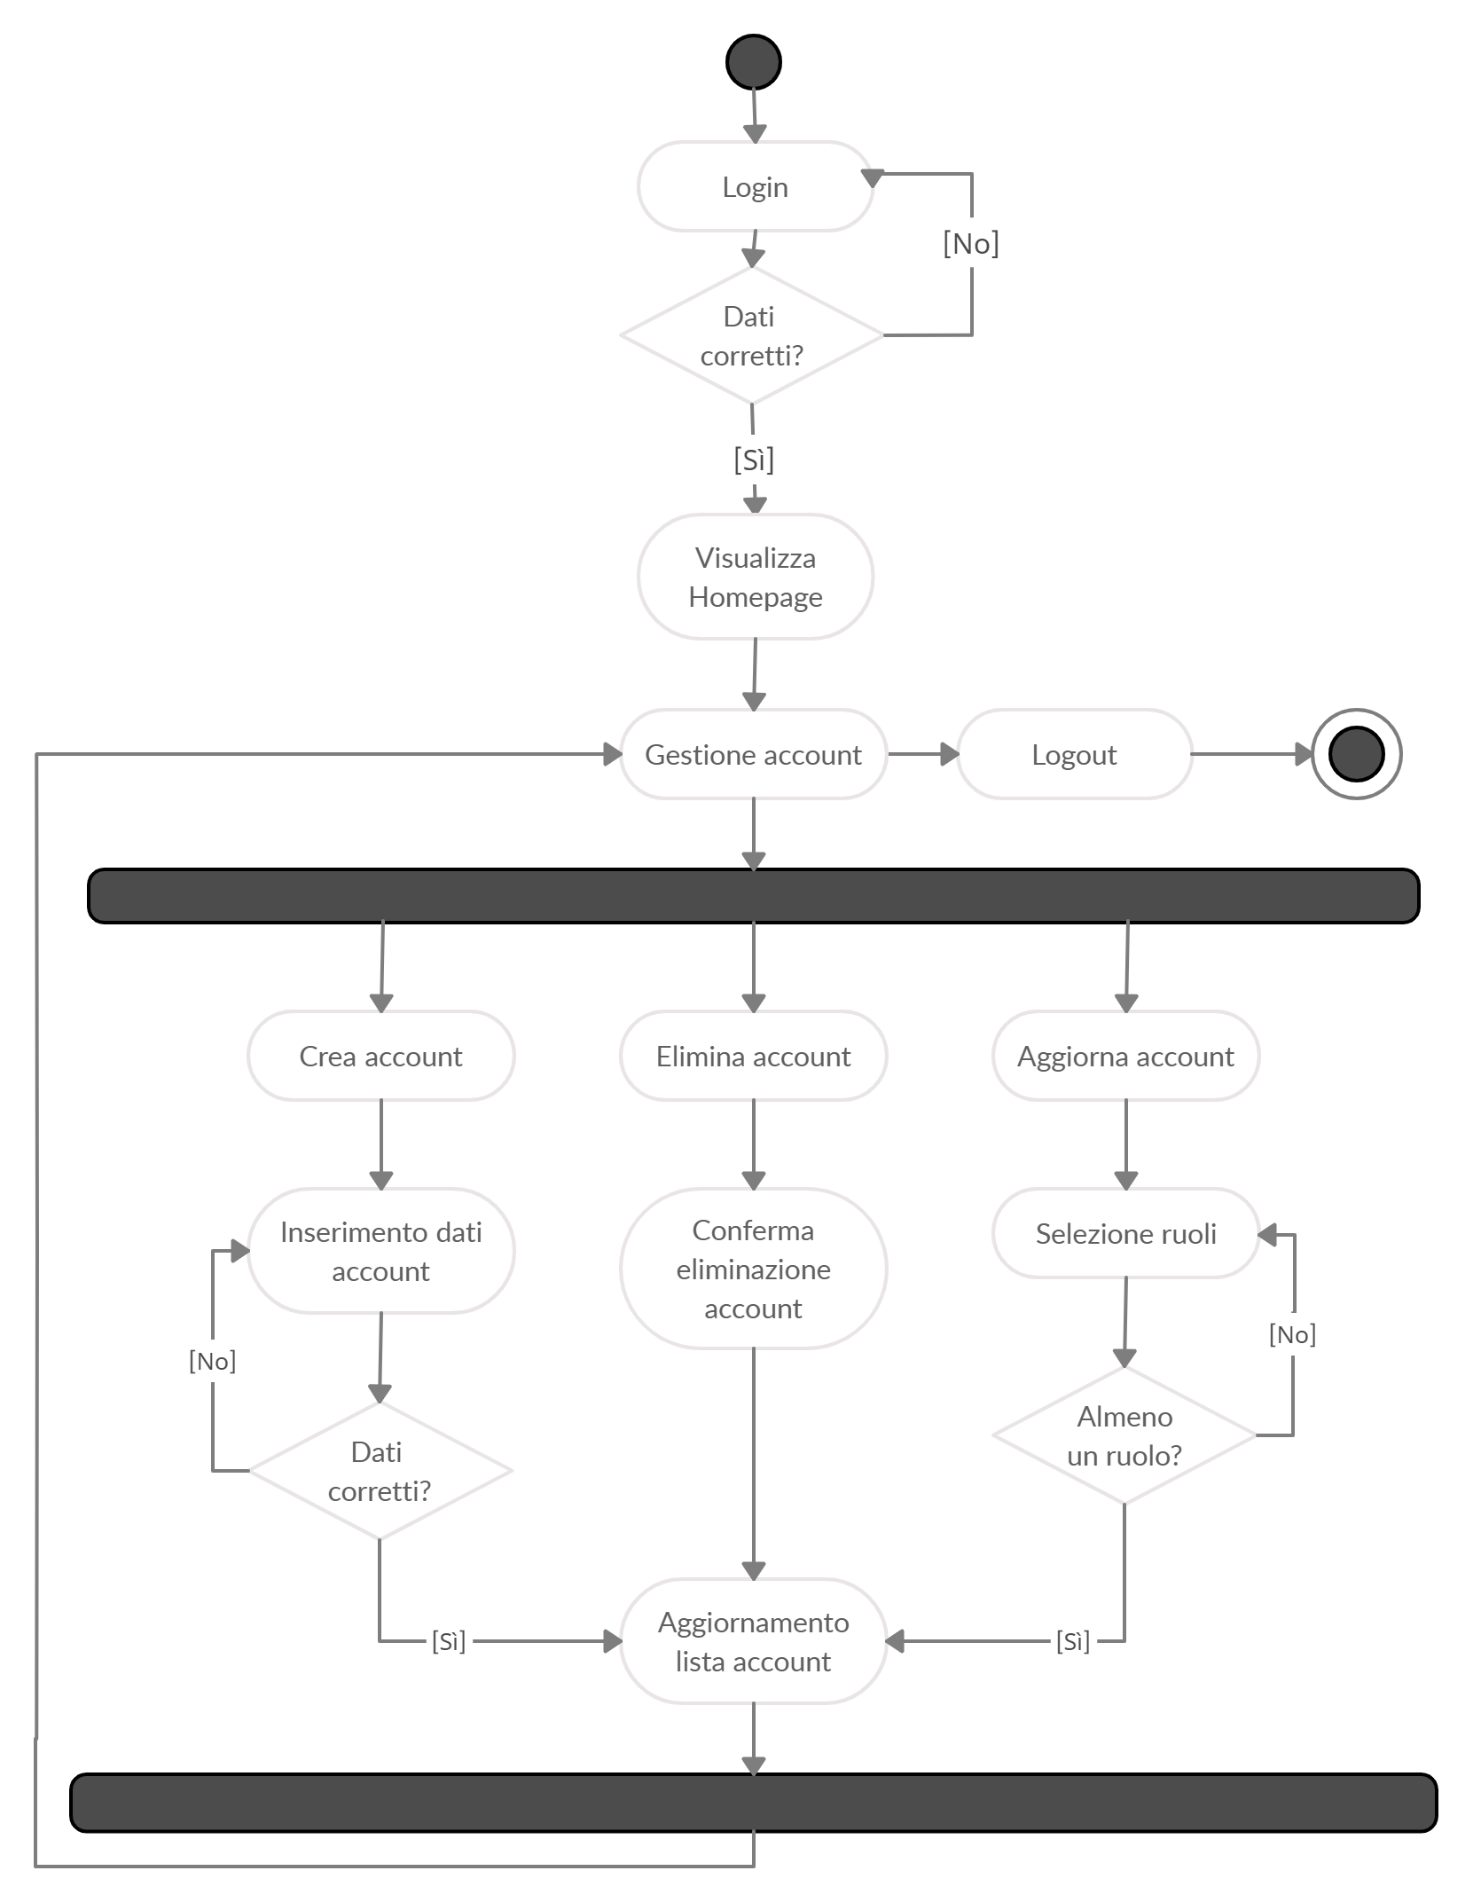 Login
[No]
Dati
corretti?
[Sì]
Visualizza
Homepage
Gestione account
Logout
Crea account
Elimina account
Aggiorna account
Inserimento dati
account
Conferma
eliminazione
account
Selezione ruoli
[No]
[No]
Dati
corretti?
Almeno
un ruolo?
[Sì]
Aggiornamento
lista account
[Sì]